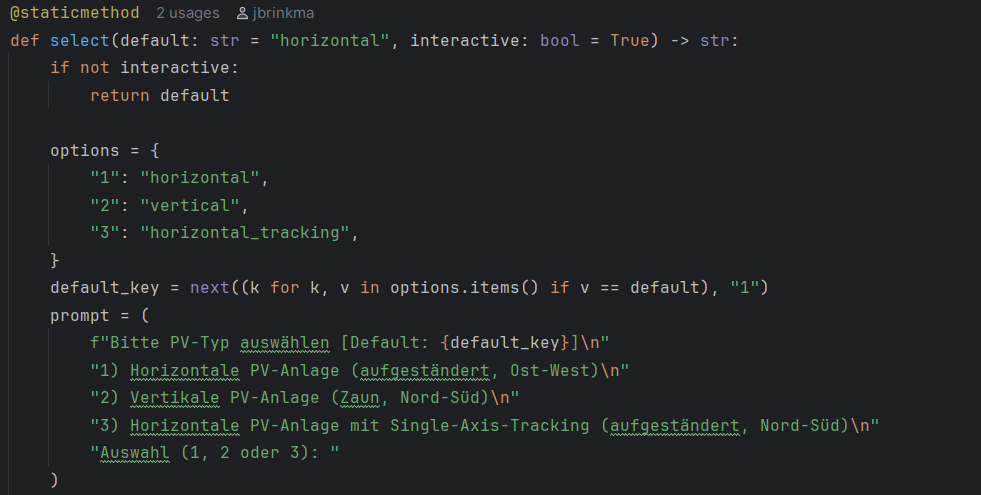 @staticmethod 2 usages jbrinkma
def select(default: str = "horizontal", interactive: bool = True) -> str:
    if not interactive:
        return default

    options = {
        "1": "horizontal",
        "2": "vertical",
        "3": "horizontal_tracking",
    }
    default_key = next((k for k, v in options.items() if v == default), "1")
    prompt = (
        f"Bitte PV-Typ auswählen [Default: {default_key}]\n"
        "1) Horizontale PV-Anlage (aufgeständert, Ost-West)\n"
        "2) Vertikale PV-Anlage (Zaun, Nord-Süd)\n"
        "3) Horizontale PV-Anlage mit Single-Axis-Tracking (aufgeständert, Nord-Süd)\n"
        "Auswahl (1, 2 oder 3): "
    )